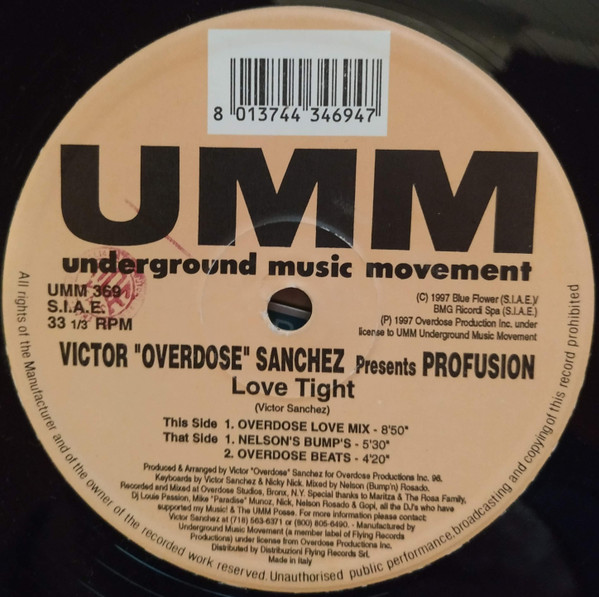 8 013744 346947
UMM
underground music movement
UMM 369
S.I.A.E.
33 1/3 RPM
(C) 1997 Blue Flower (S.I.A.E.)/
BMG Ricordi Spa (S.I.A.E.)
(P) 1997 Overdose Production Inc. under
license to UMM Underground Music Movement
VICTOR "OVERDOSE" SANCHEZ Presents PROFUSION
Love Tight
(Victor Sanchez)
This Side 1. OVERDOSE LOVE MIX - 8'50"
That Side 1. NELSON'S BUMP'S - 5'30"
2. OVERDOSE BEATS - 4'20"
Produced & Arranged by Victor "Overdose" Sanchez for Overdose Productions Inc. 96.
Keyboards by Victor Sanchez & Nicky Nick. Mixed by Nelson (Bump'n) Rosado.
Recorded and Mixed at Overdose Studios, Bronx, N.Y. Special thanks to Maritza & The Rosa Family,
Dj Louis Passion, Mike "Paradise" Munoz, Nick, Nelson Rosado & Gopi, all the DJ's who have
supported my Music! & The UMM Posse. For more information please contact:
Victor Sanchez at (718) 563-6371 or (800) 805-6490. - Manufactured by
Underground Music Movement (a member label of Flying Records
Productions) under license from Overdose Productions Inc.
Distributed by Distribuzioni Flying Records Srl.
Made in Italy
All rights of the Manufacturer and of the owner of the recorded work reserved. Unauthorised public performance, broadcasting and copying of this record prohibited